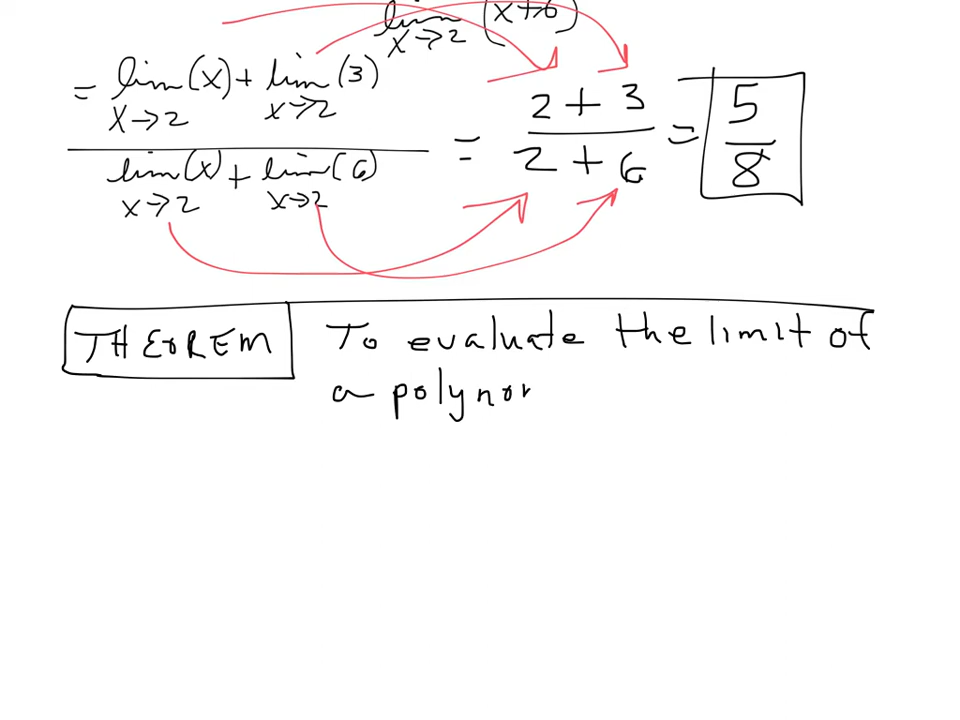 lim (x+6)
x→2
= lim (x) + lim (3)
x→2 x→2
lim (x) + lim (6)
x→2 x→2
= 2 + 3
2 + 6
= 5
8
THEOREM To evaluate the limit of
a polynor